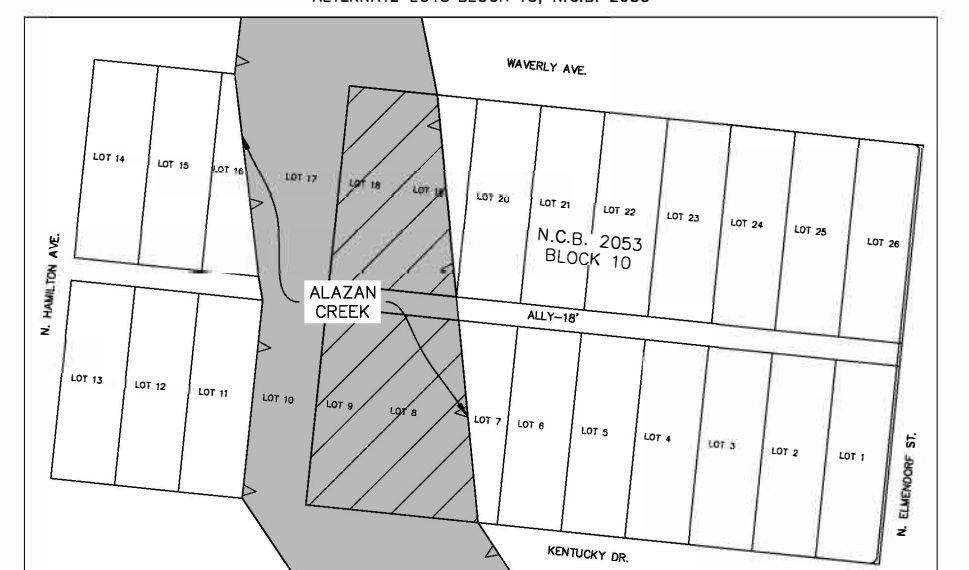 WAVERLY AVE.
LOT 14
LOT 15
LOT 16
LOT 17
LOT 18
LOT 19
LOT 20
LOT 21
LOT 22
LOT 23
LOT 24
LOT 25
LOT 26
N.C.B. 2053
BLOCK 10
N. HAMILTON AVE.
ALAZAN
CREEK
ALLY-18'
LOT 13
LOT 12
LOT 11
LOT 10
LOT 9
LOT 8
LOT 7
LOT 6
LOT 5
LOT 4
LOT 3
LOT 2
LOT 1
N. ELMENDORF ST.
KENTUCKY DR.